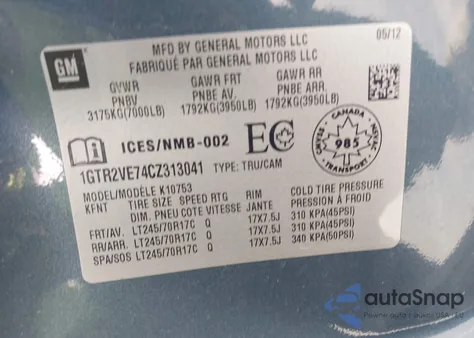 GM
MFD BY GENERAL MOTORS LLC
FABRIQUÉ PAR GENERAL MOTORS LLC
05/12
GVWR GAWR FRT GAWR RR
PNBV PNBE AV. PNBE ARR
3175KG(7000LB) 1792KG(3950LB) 1792KG(3950LB)
ICES/NMB-002
EC
CANADA
985
TRANSPORT
1GTR2VE74CZ313041 TYPE: TRU/CAM
MODEL/MODÈLE K10753
KFNT TIRE SIZE SPEED RTG RIM COLD TIRE PRESSURE
DIM. PNEU COTE VITESSE JANTE PRESSION À FROID
FRT/AV. LT245/70R17C Q 17X7.5J 310 KPA(45PSI)
RR/ARR. LT245/70R17C Q 17X7.5J 310 KPA(45PSI)
SPA/SOS LT245/70R17C Q 17X7.5J 340 KPA(50PSI)
autoSnap